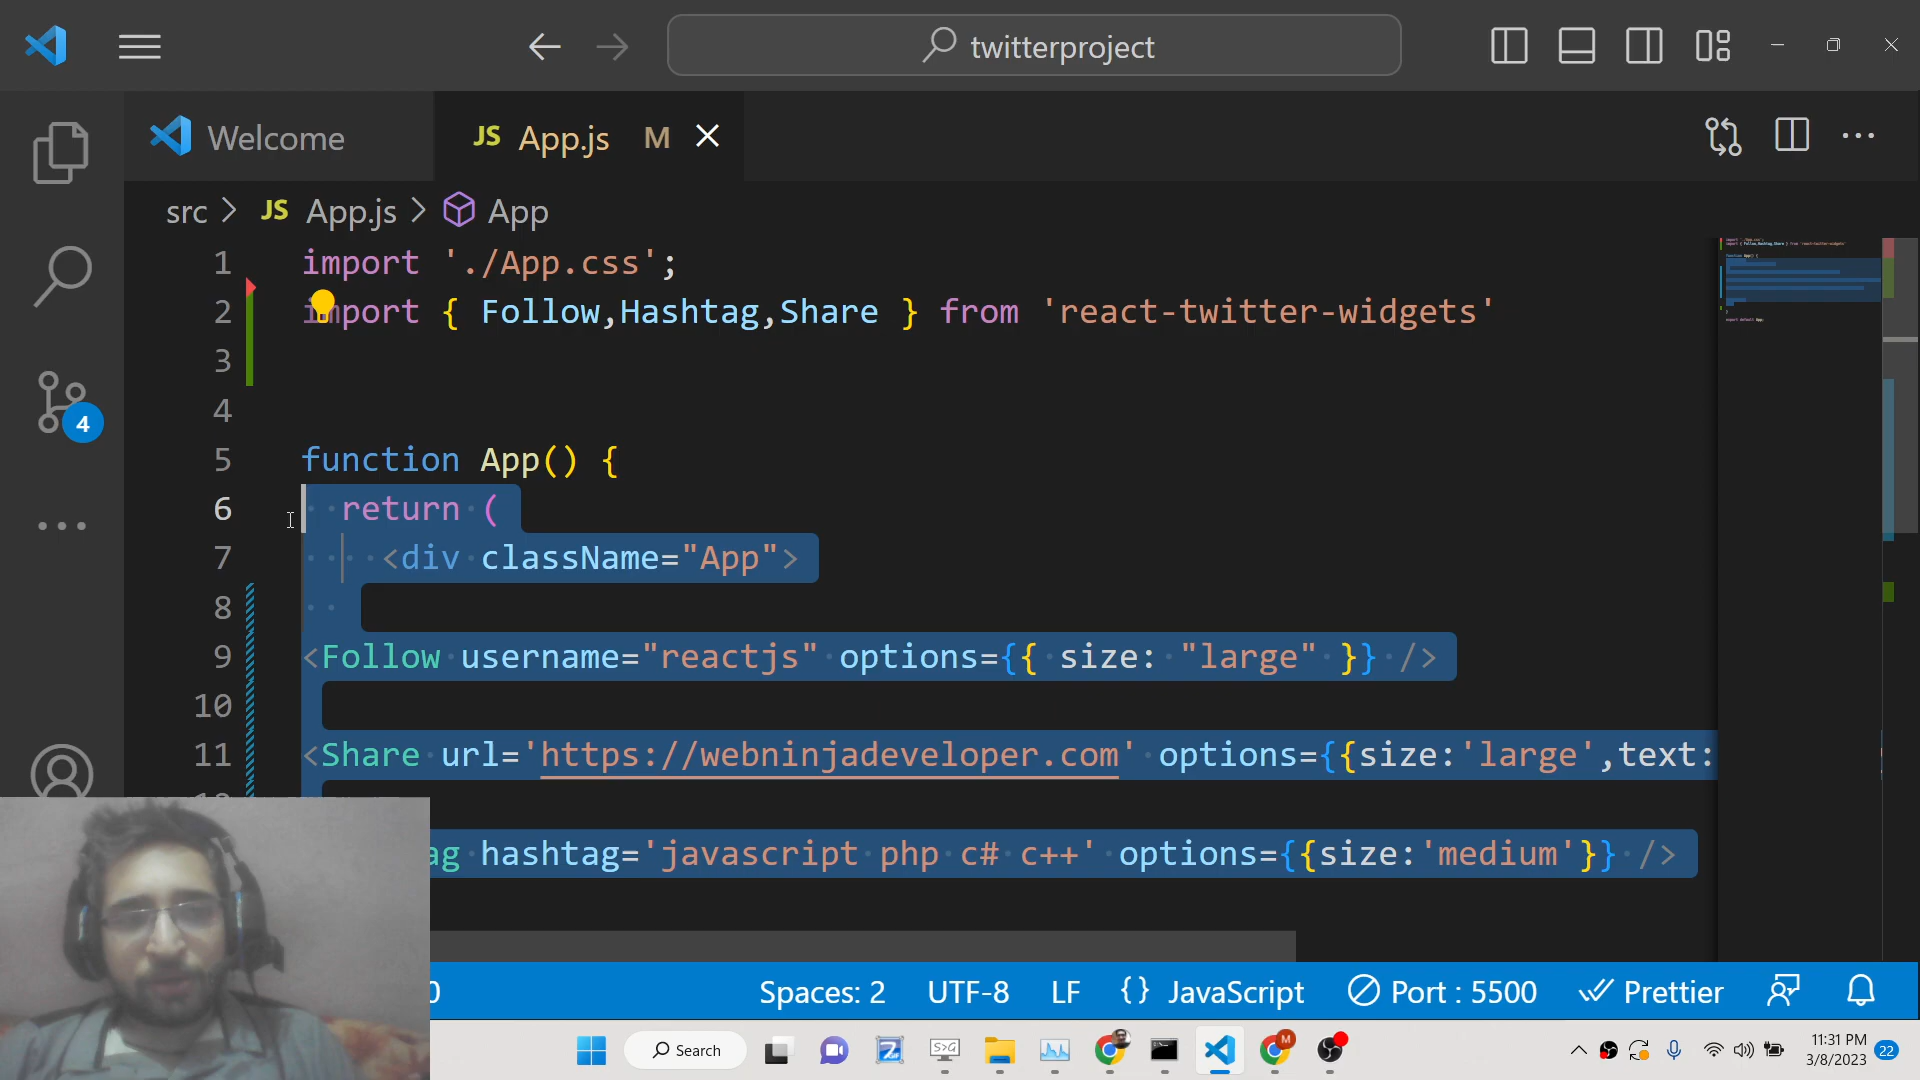 twitterproject
Welcome
JS App.js M
src > JS App.js > App
1 import './App.css';
2 import { Follow,Hashtag,Share } from 'react-twitter-widgets'
3
4
5 function App() {
6 return (
7 <div className="App">
8
9 <Follow username="reactjs" options={{ size: "large" }} />
10
11 <Share url='https://webninjadeveloper.com' options={{size:'large',text:
ag hashtag='javascript php c# c++' options={{size:'medium'}} />
4
0 Spaces: 2 UTF-8 LF {} JavaScript Port : 5500 Prettier
Search
11:31 PM
3/8/2023
22